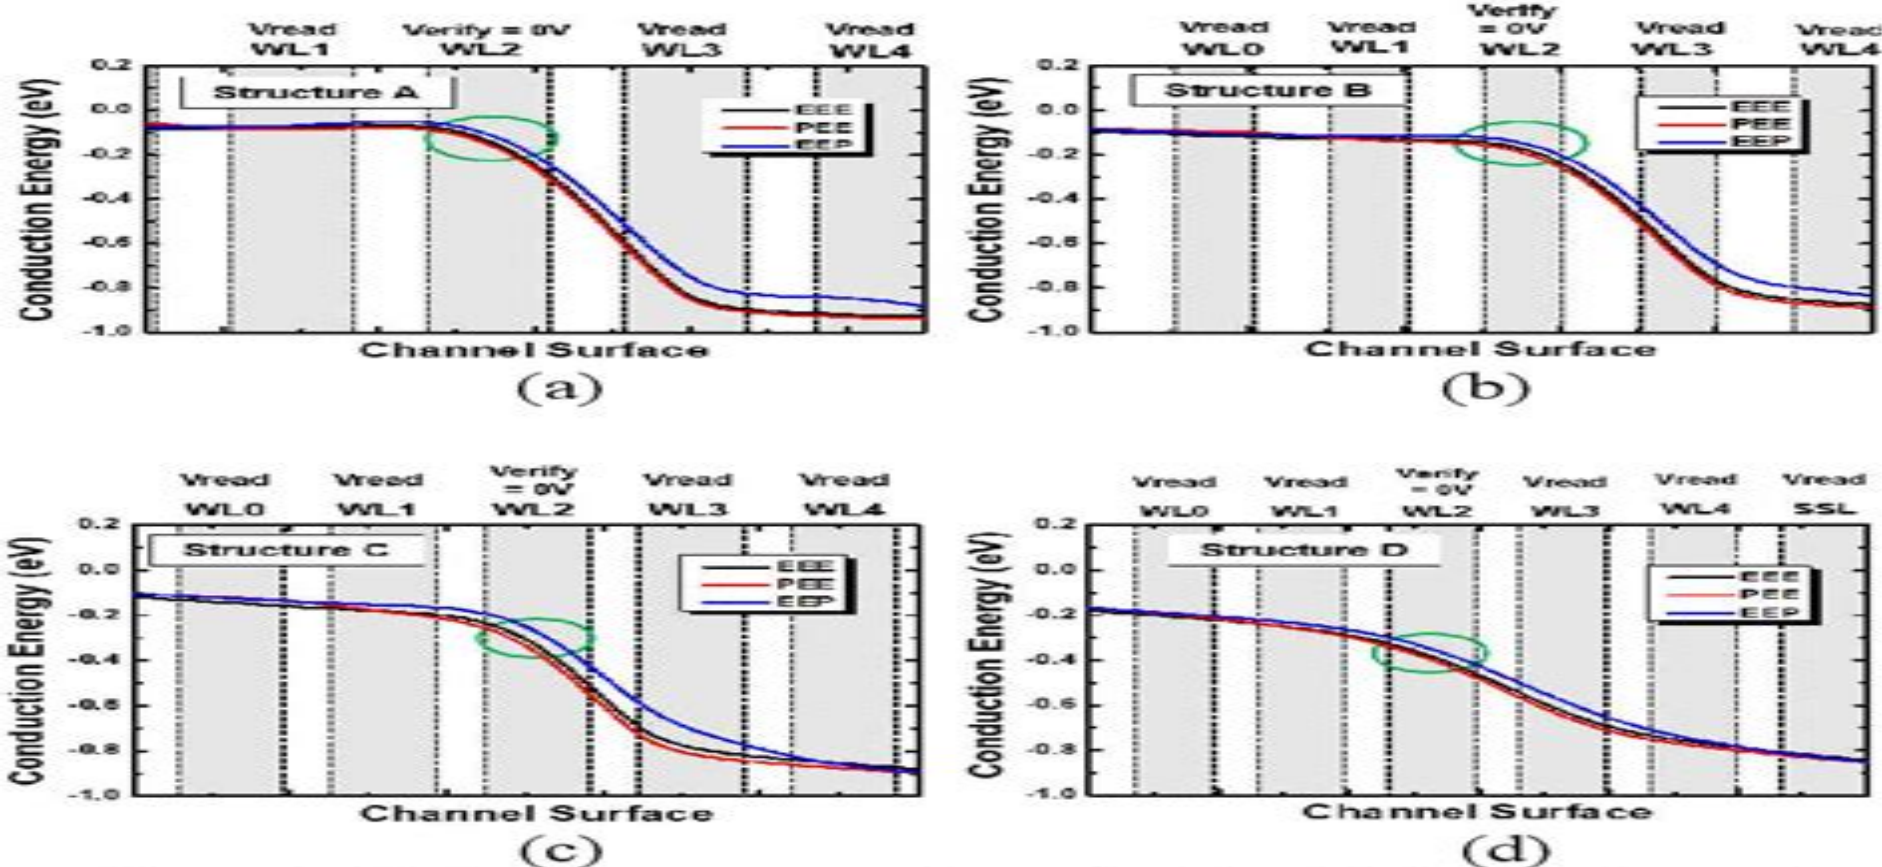 Vread Verify = 0V Vread Vread
WL1 WL2 WL3 WL4
Structure A
EEE
PEE
EEP
Conduction Energy (eV)
0.2
0.0
-0.2
-0.4
-0.6
-0.8
-1.0
Channel Surface
(a)
Verify
Vread Vread = 0V Vread Vread
WL0 WL1 WL2 WL3 WL4
Structure B
EEE
PEE
EEP
Conduction Energy (eV)
0.2
0.0
-0.2
-0.4
-0.6
-0.8
-1.0
Channel Surface
(b)
Verify
Vread Vread = 0V Vread Vread
WL0 WL1 WL2 WL3 WL4
Structure C
EEE
PEE
EEP
Conduction Energy (eV)
0.2
0.0
-0.2
-0.4
-0.6
-0.8
-1.0
Channel Surface
(c)
Verify
Vread Vread = 0V Vread Vread Vread
WL0 WL1 WL2 WL3 WL4 SSL
Structure D
EEE
PEE
EEP
Conduction Energy (eV)
0.2
0.0
-0.2
-0.4
-0.6
-0.8
-1.0
Channel Surface
(d)